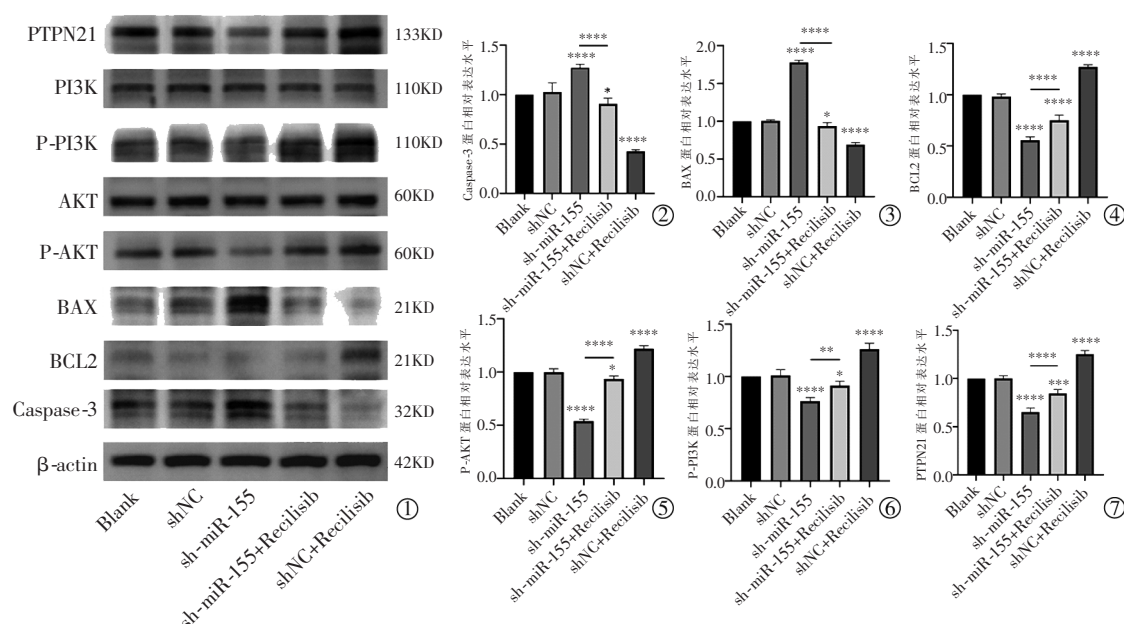 PTPN21
133KD
PI3K
110KD
P-PI3K
110KD
AKT
60KD
P-AKT
60KD
BAX
21KD
BCL2
21KD
Caspase-3
32KD
β-actin
42KD
Blank
shNC
sh-miR-155
sh-miR-155+Recilisib
shNC+Recilisib
①
Caspase-3 蛋白相对表达水平
1.5
1.0
0.5
0.0
****
****
*
****
Blank
shNC
sh-miR-155
sh-miR-155+Recilisib
shNC+Recilisib
②
BAX 蛋白相对表达水平
2.0
1.5
1.0
0.5
0.0
****
****
*
****
Blank
shNC
sh-miR-155
sh-miR-155+Recilisib
shNC+Recilisib
③
BCL2 蛋白相对表达水平
1.5
1.0
0.5
0.0
****
****
****
****
Blank
shNC
sh-miR-155
sh-miR-155+Recilisib
shNC+Recilisib
④
P-AKT 蛋白相对表达水平
1.5
1.0
0.5
0.0
****
****
*
****
Blank
shNC
sh-miR-155
sh-miR-155+Recilisib
shNC+Recilisib
⑤
P-PI3K 蛋白相对表达水平
1.5
1.0
0.5
0.0
****
**
*
****
Blank
shNC
sh-miR-155
sh-miR-155+Recilisib
shNC+Recilisib
⑥
PTPN21 蛋白相对表达水平
1.5
1.0
0.5
0.0
****
****
***
****
Blank
shNC
sh-miR-155
sh-miR-155+Recilisib
shNC+Recilisib
⑦